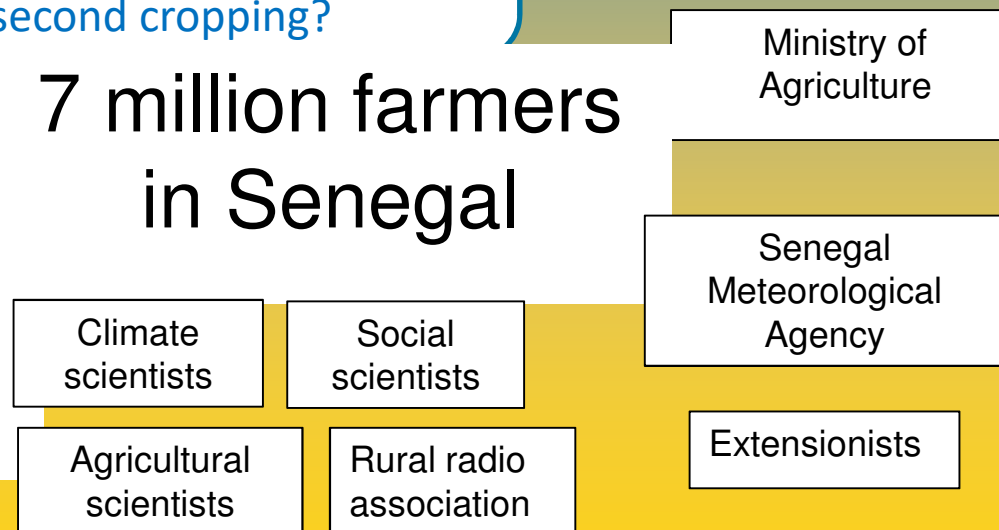 second cropping?
7 million farmers
in Senegal
Ministry of
Agriculture
Senegal
Meteorological
Agency
Climate
scientists
Social
scientists
Agricultural
scientists
Rural radio
association
Extensionists